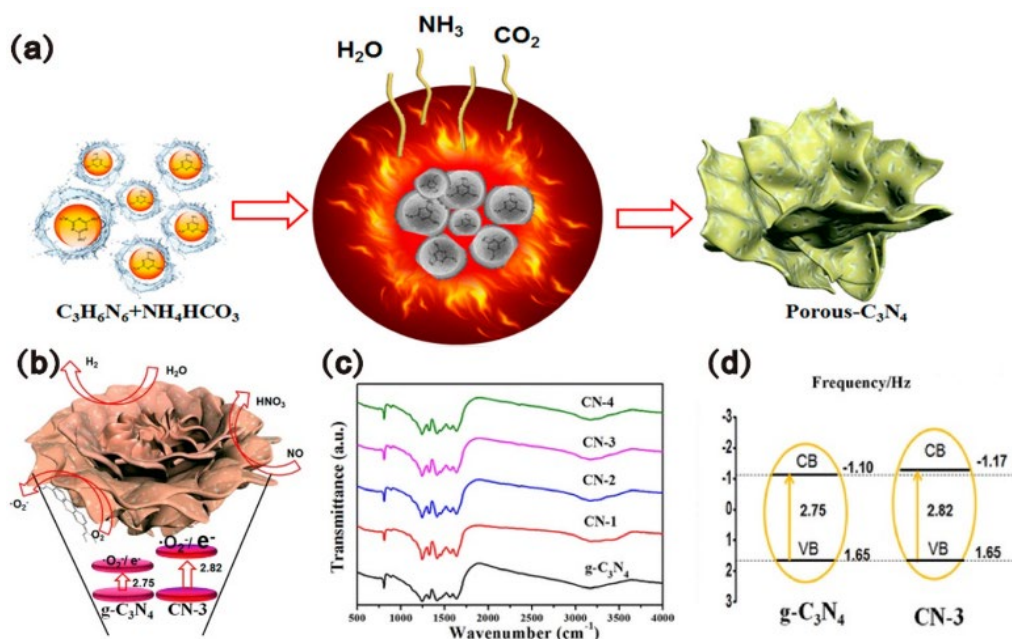 (a)
H₂O
NH₃
CO₂
C₃H₆N₆+NH₄HCO₃
Porous-C₃N₄
(b)
H₂
H₂O
HNO₃
NO
·O₂⁻
O₂
·O₂⁻/ e⁻
2.75
g-C₃N₄
·O₂⁻/ e⁻
2.82
CN-3
(c)
Transmittance (a.u.)
CN-4
CN-3
CN-2
CN-1
g-C₃N₄
500 1000 1500 2000 2500 3000 3500 4000
Wavenumber (cm⁻¹)
(d)
Frequency/Hz
-3
-2
-1
0
1
2
3
CB
-1.10
2.75
VB
1.65
g-C₃N₄
CB
-1.17
2.82
VB
1.65
CN-3